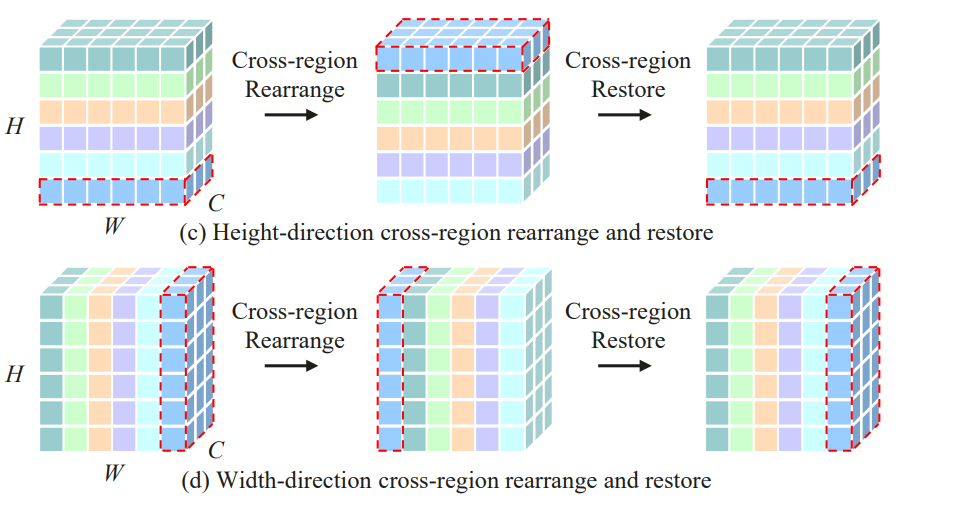 Cross-region
Rearrange
Cross-region
Restore
H
W
C
(c) Height-direction cross-region rearrange and restore
Cross-region
Rearrange
Cross-region
Restore
H
W
C
(d) Width-direction cross-region rearrange and restore